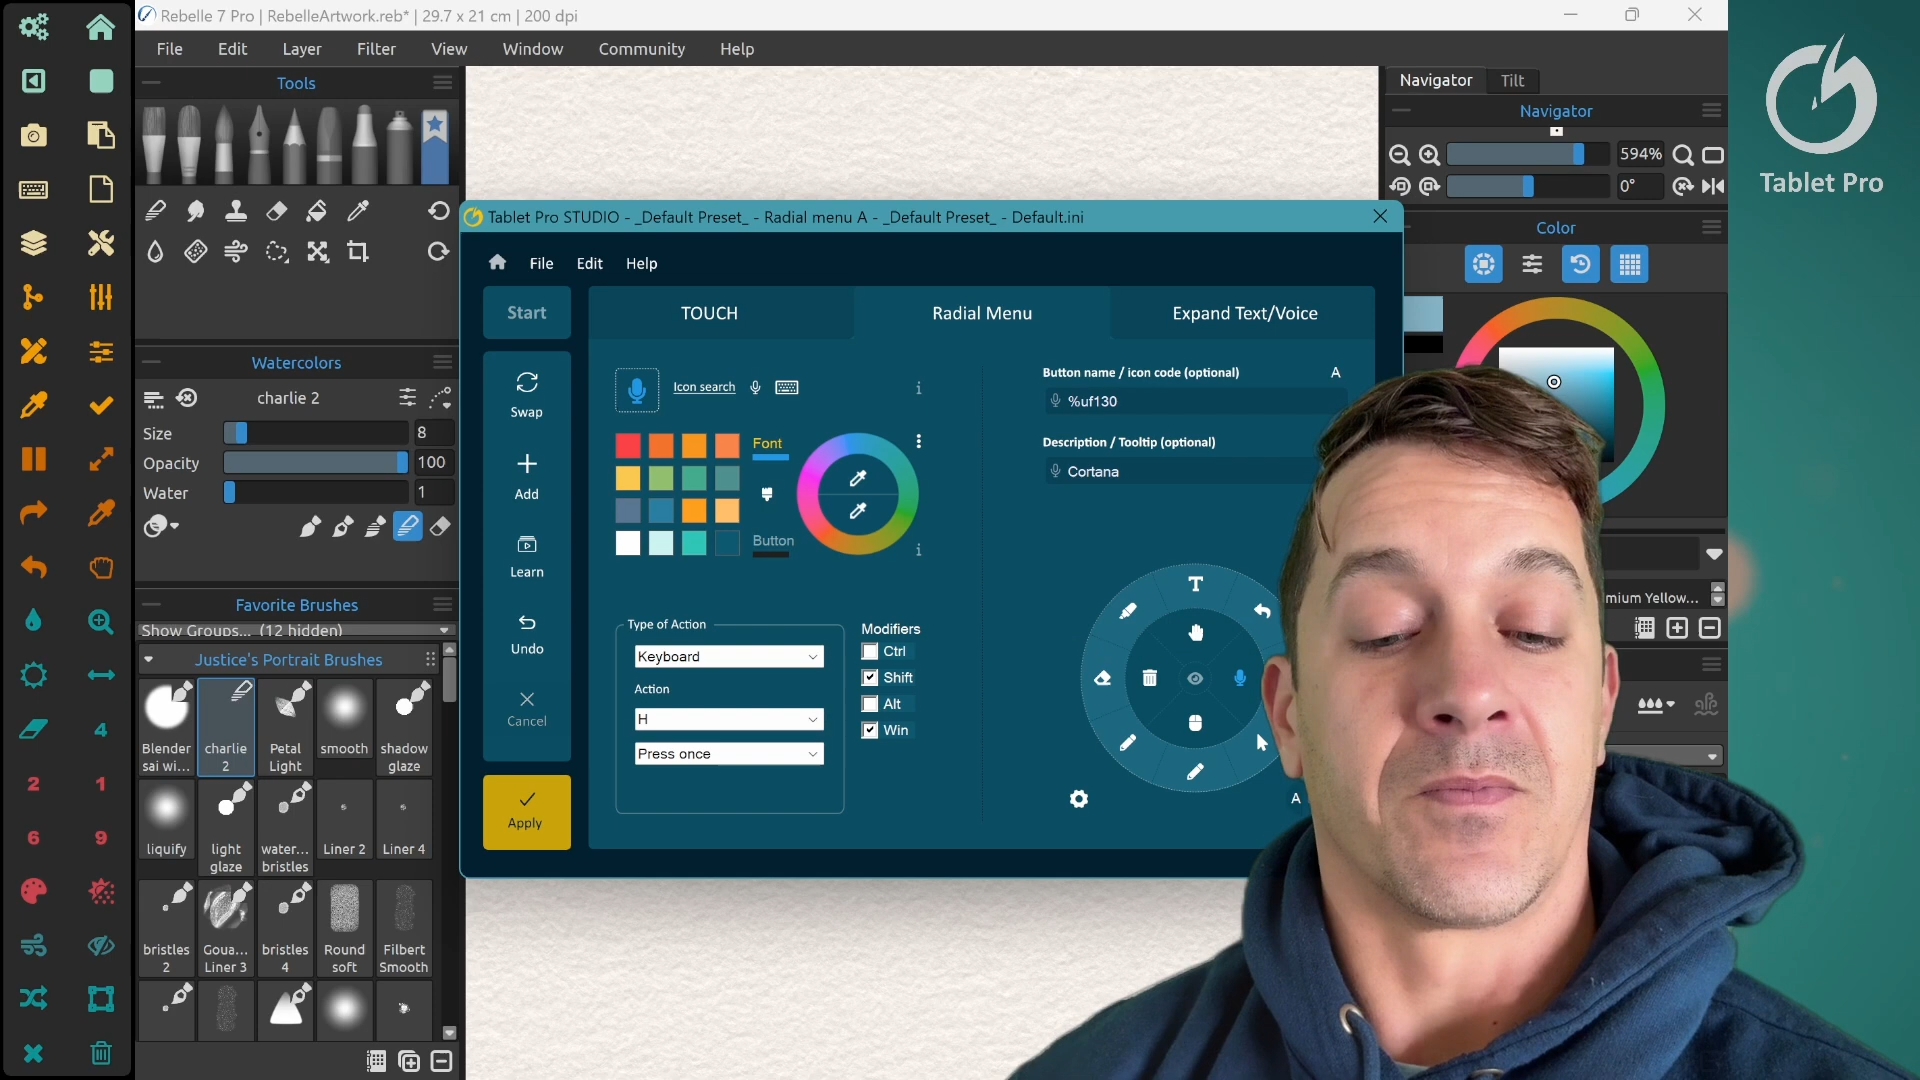 Rebelle 7 Pro | RebelleArtwork.reb* | 29.7 x 21 cm | 200 dpi
File Edit Layer Filter View Window Community Help
Tools
Navigator Tilt
Navigator
594%
0°
Tablet Pro
Color
Tablet Pro STUDIO - _Default Preset_ - Radial menu A - _Default Preset_ - Default.ini
File Edit Help
Start
TOUCH Radial Menu Expand Text/Voice
Swap
Add
Learn
Undo
Cancel
Apply
Icon search
Font
Button
Button name / icon code (optional) A
%uf130
Description / Tooltip (optional)
Cortana
Type of Action
Keyboard
Action
H
Press once
Modifiers
Ctrl
Shift
Alt
Win
T
A
Watercolors
charlie 2
Size 8
Opacity 100
Water 1
Favorite Brushes
Show Groups... (12 hidden)
Justice's Portrait Brushes
Blender sai wi...
charlie 2
Petal Light
smooth
shadow glaze
liquify
light glaze
water... bristles
Liner 2
Liner 4
bristles 2
Goua... Liner 3
bristles 4
Round soft
Filbert Smooth
4
2 1
6 9
mium Yellow...